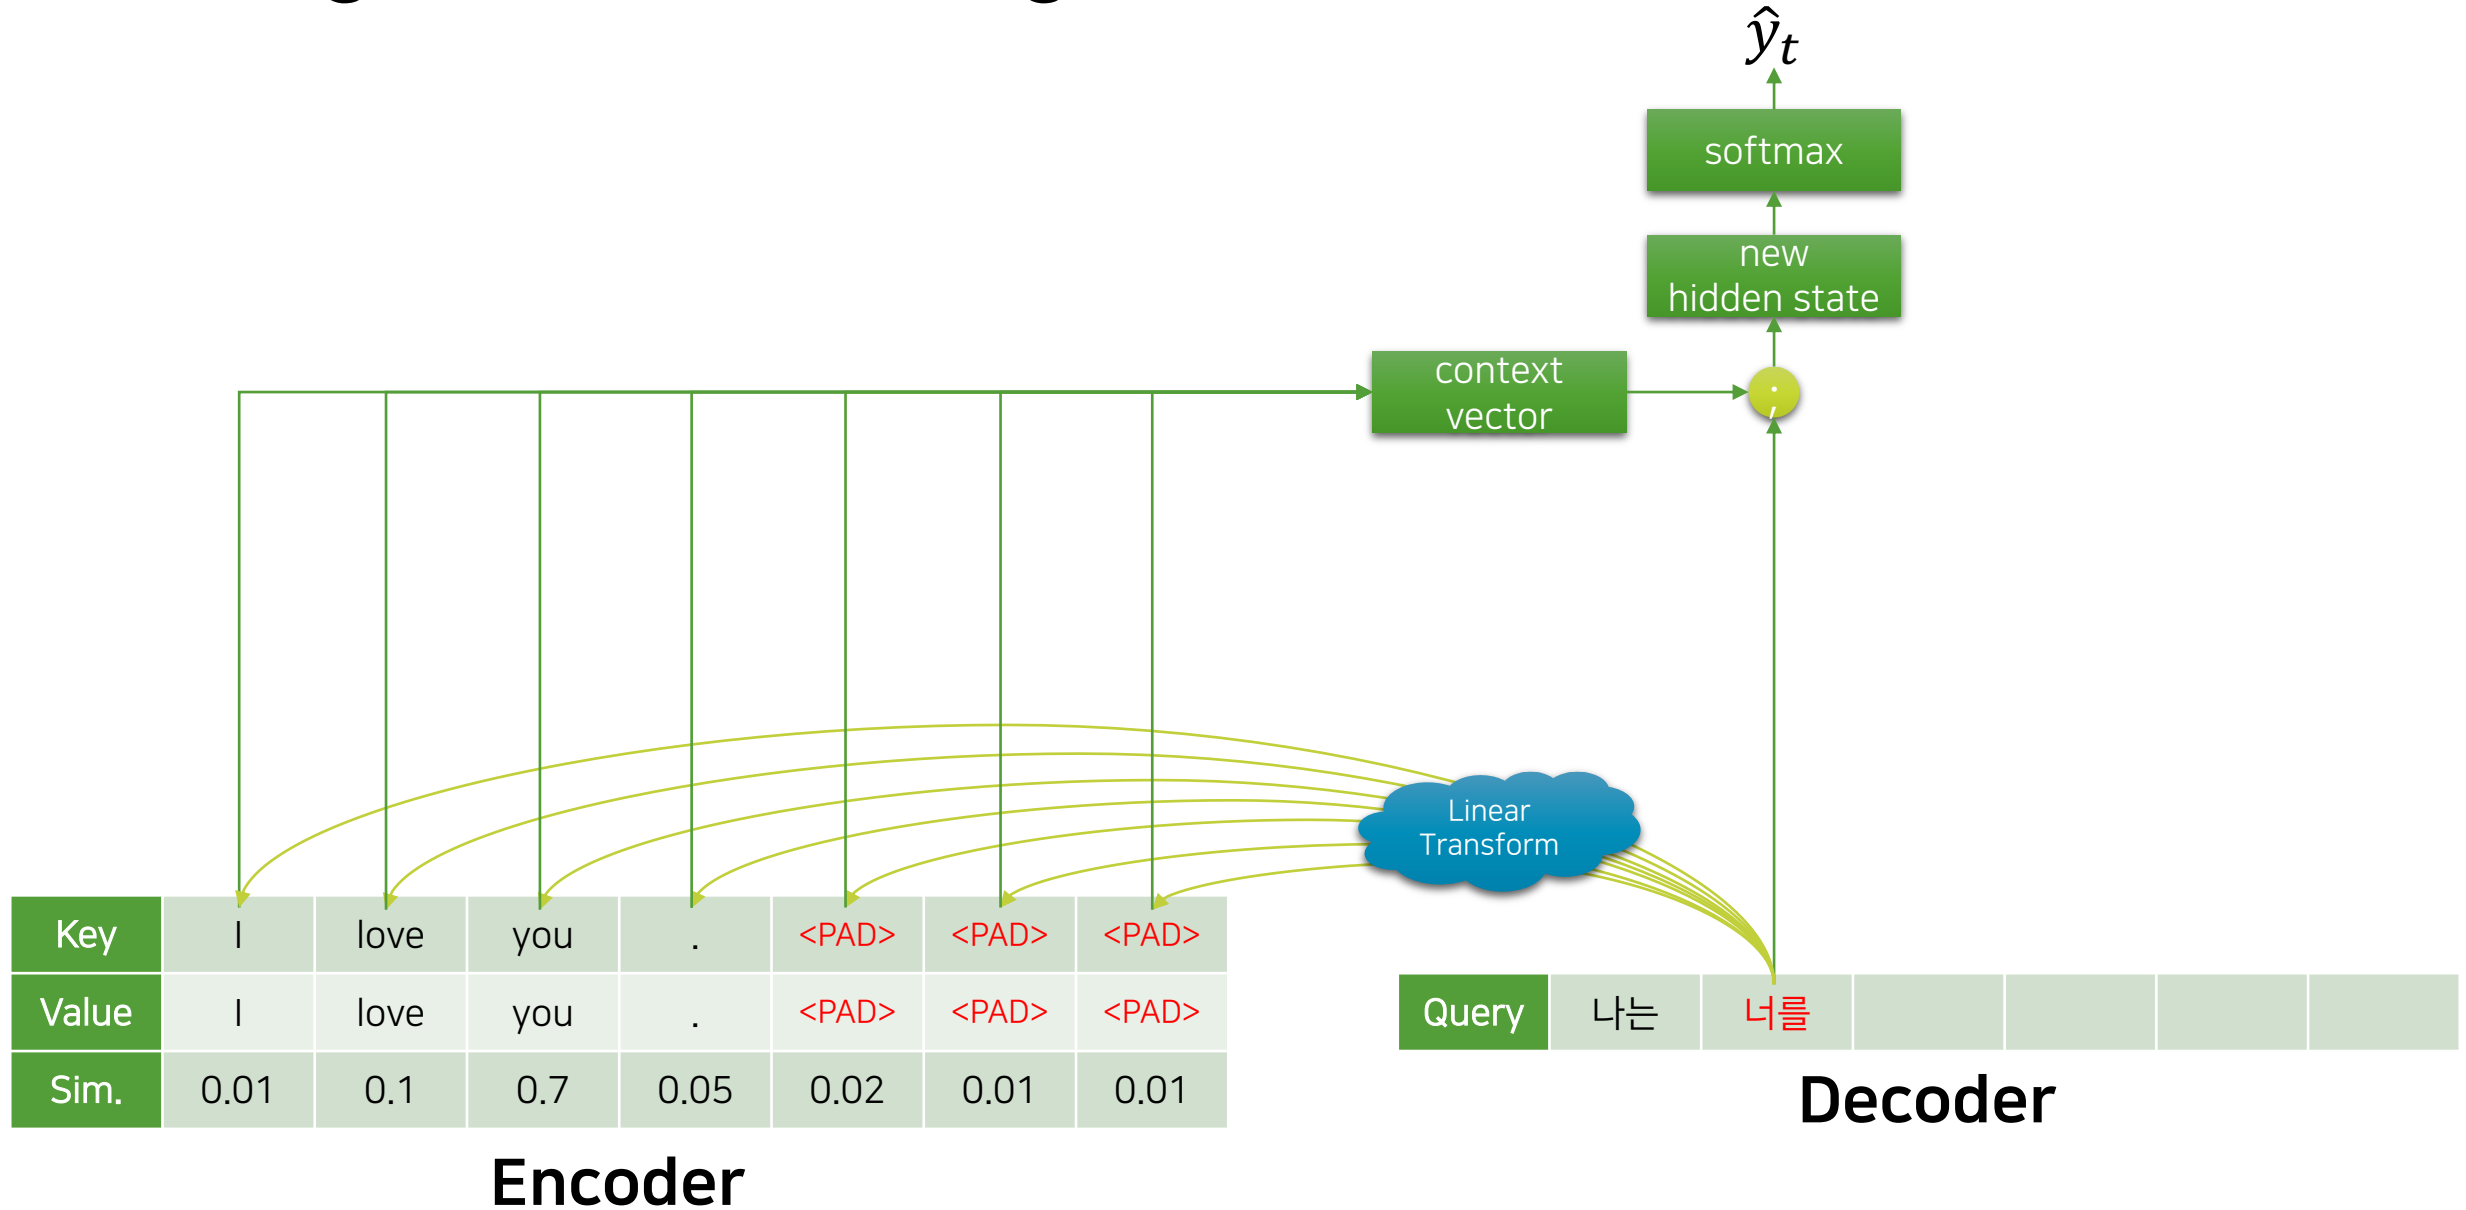 ŷt
softmax
new
hidden state
context
vector
;
Linear
Transform
Key I love you . <PAD> <PAD> <PAD>
Value I love you . <PAD> <PAD> <PAD>
Sim. 0.01 0.1 0.7 0.05 0.02 0.01 0.01
Encoder
Query 나는 너를
Decoder